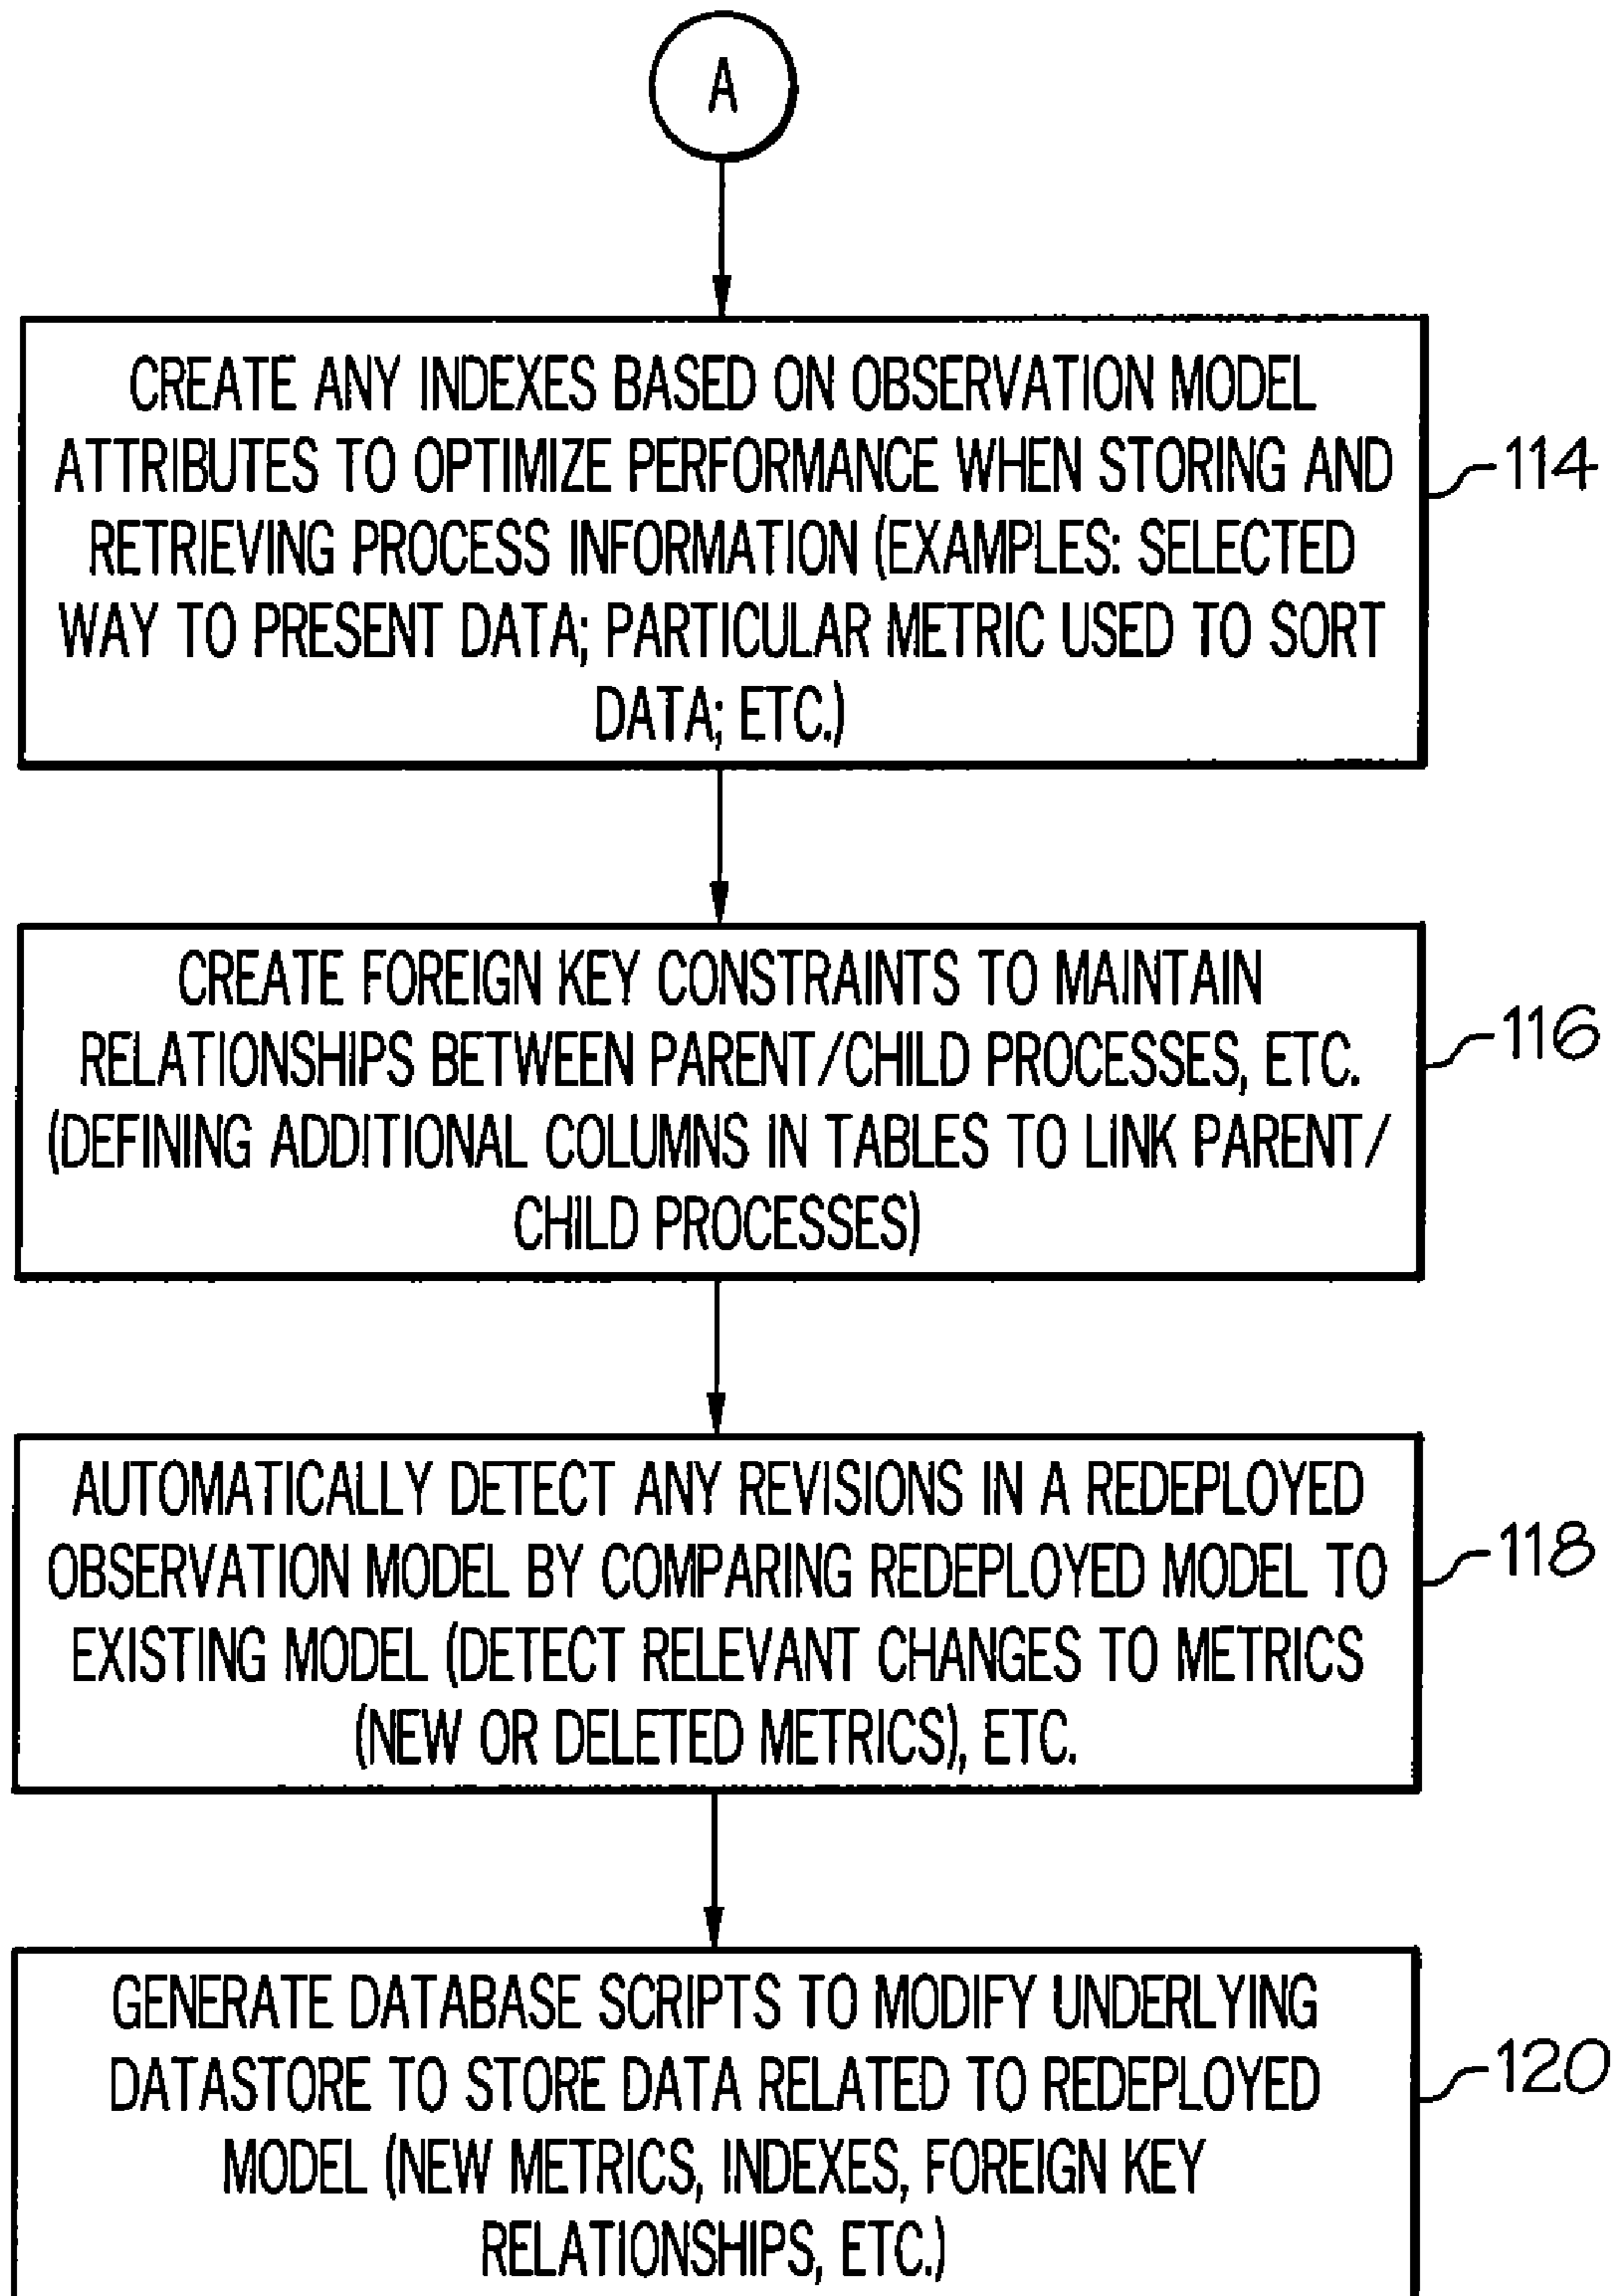 A
CREATE ANY INDEXES BASED ON OBSERVATION MODEL
ATTRIBUTES TO OPTIMIZE PERFORMANCE WHEN STORING AND
RETRIEVING PROCESS INFORMATION (EXAMPLES: SELECTED
WAY TO PRESENT DATA; PARTICULAR METRIC USED TO SORT
DATA; ETC.)
114
CREATE FOREIGN KEY CONSTRAINTS TO MAINTAIN
RELATIONSHIPS BETWEEN PARENT/CHILD PROCESSES, ETC.
(DEFINING ADDITIONAL COLUMNS IN TABLES TO LINK PARENT/
CHILD PROCESSES)
116
AUTOMATICALLY DETECT ANY REVISIONS IN A REDEPLOYED
OBSERVATION MODEL BY COMPARING REDEPLOYED MODEL TO
EXISTING MODEL (DETECT RELEVANT CHANGES TO METRICS
(NEW OR DELETED METRICS), ETC.
118
GENERATE DATABASE SCRIPTS TO MODIFY UNDERLYING
DATASTORE TO STORE DATA RELATED TO REDEPLOYED
MODEL (NEW METRICS, INDEXES, FOREIGN KEY
RELATIONSHIPS, ETC.)
120